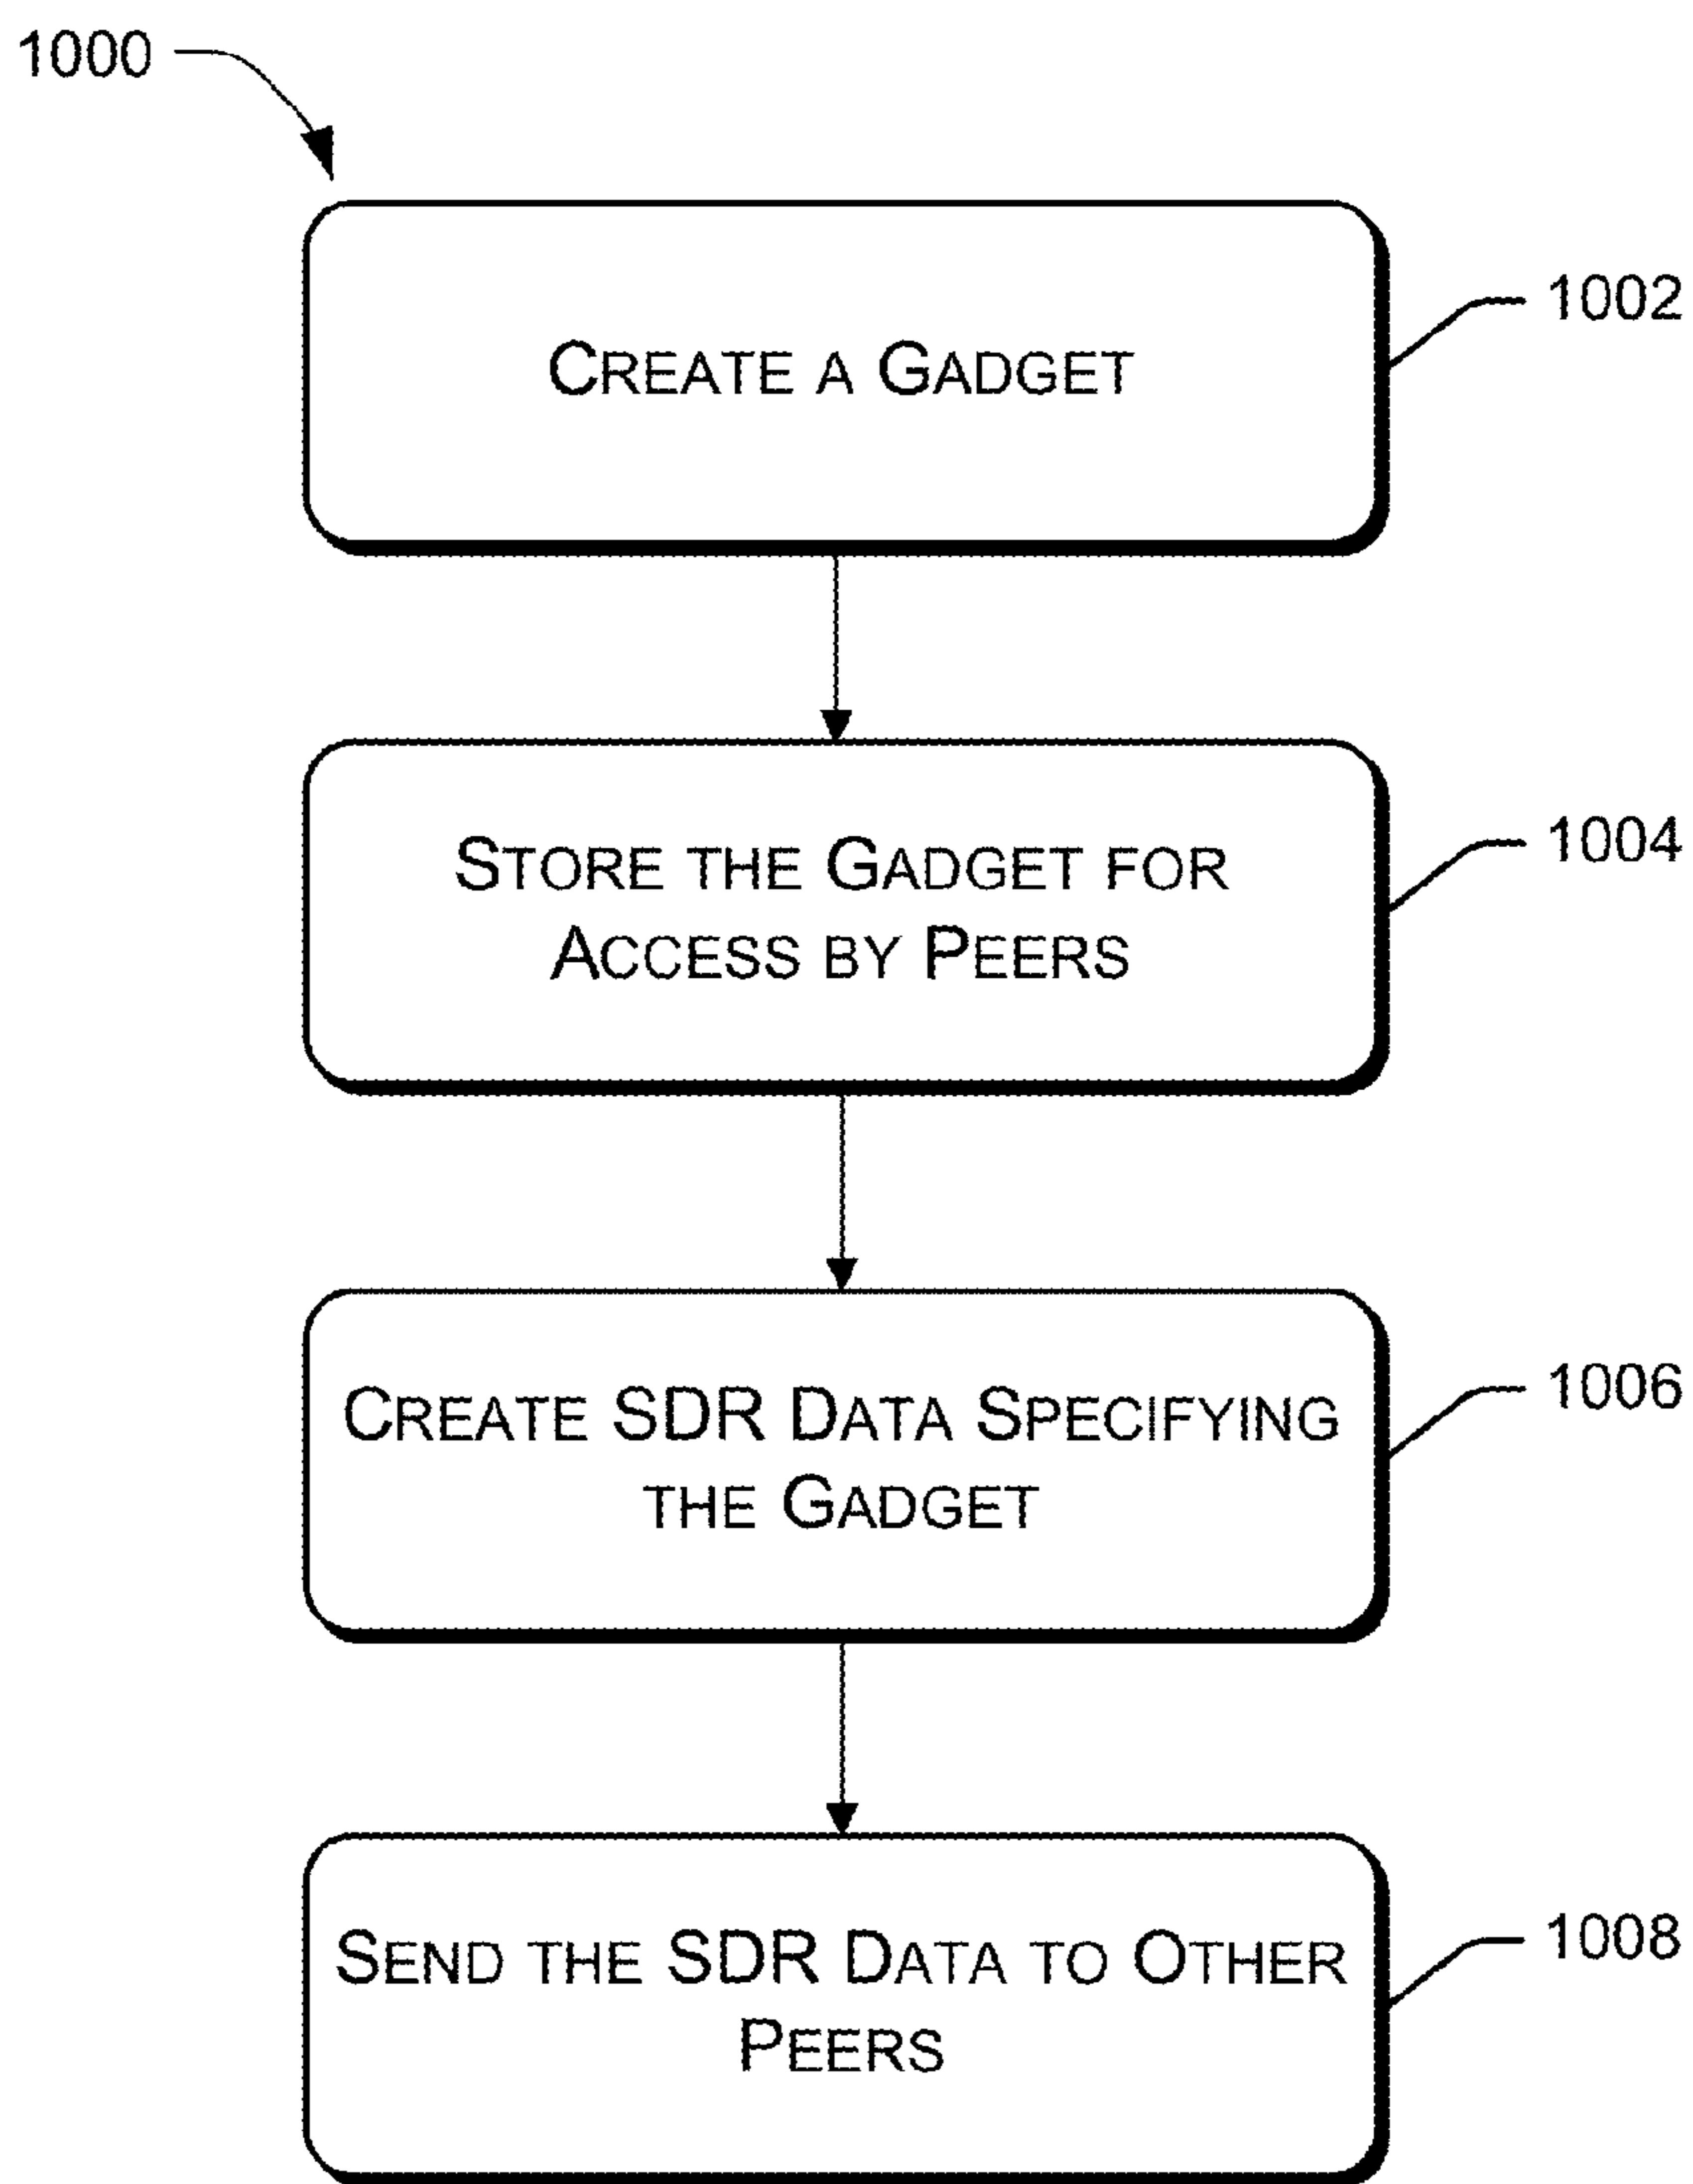 1000
CREATE A GADGET
1002
STORE THE GADGET FOR
ACCESS BY PEERS
1004
CREATE SDR DATA SPECIFYING
THE GADGET
1006
SEND THE SDR DATA TO OTHER
PEERS
1008